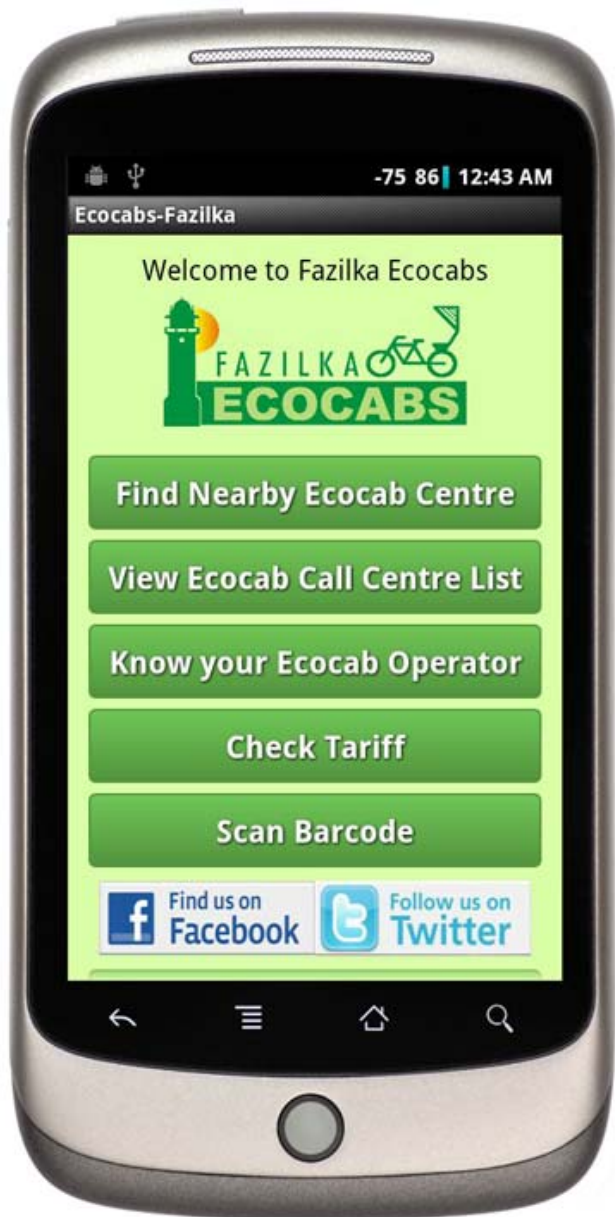 -75 86 12:43 AM
Ecocabs-Fazilka
Welcome to Fazilka Ecocabs
FAZILKA
ECOCABS
Find Nearby Ecocab Centre
View Ecocab Call Centre List
Know your Ecocab Operator
Check Tariff
Scan Barcode
Find us on
Facebook
Follow us on
Twitter